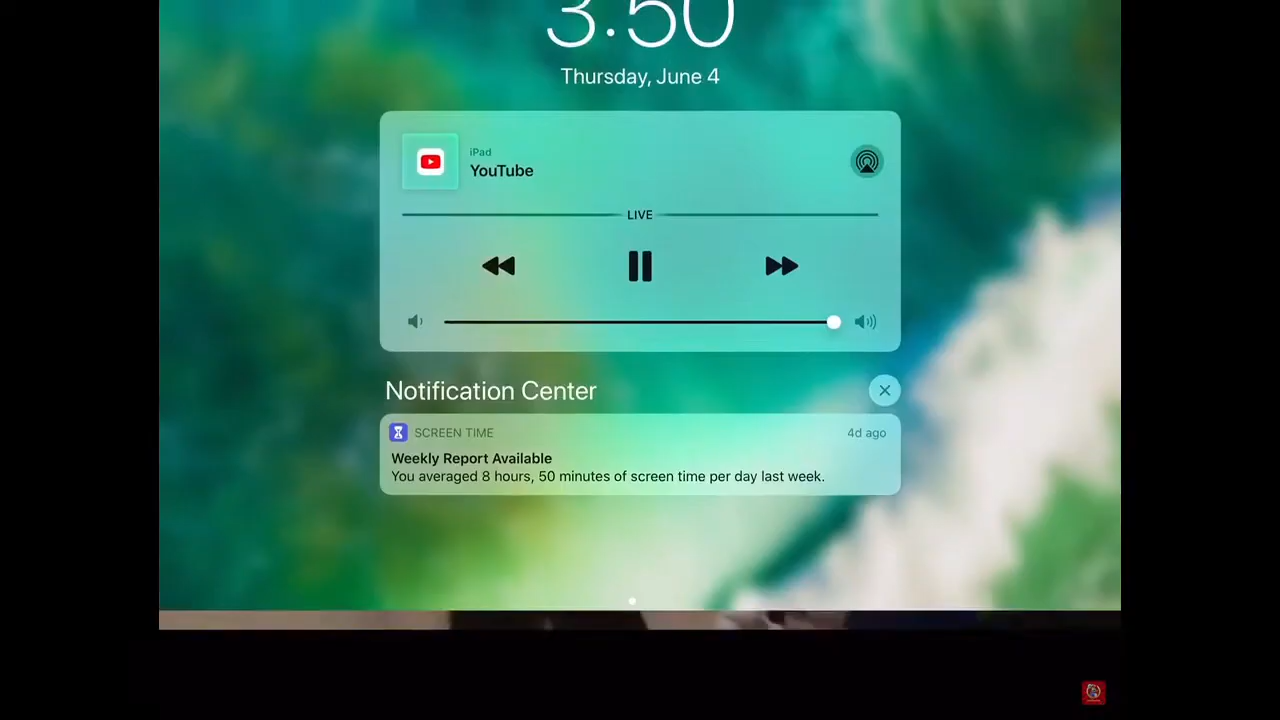 3:50
Thursday, June 4
iPad
YouTube
LIVE
Notification Center
SCREEN TIME
4d ago
Weekly Report Available
You averaged 8 hours, 50 minutes of screen time per day last week.